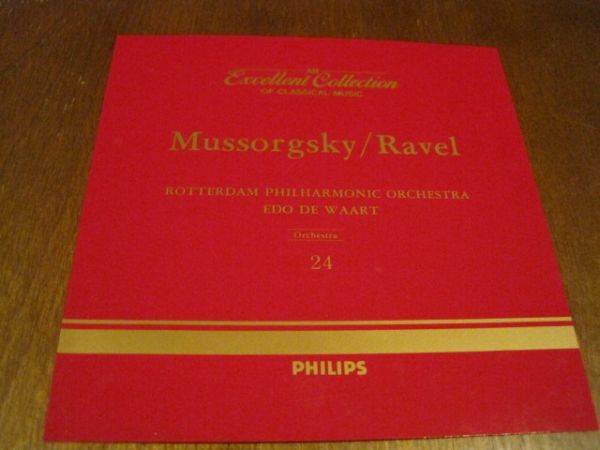 AN
Excellent Collection
OF CLASSICAL MUSIC
Mussorgsky/Ravel
ROTTERDAM PHILHARMONIC ORCHESTRA
EDO DE WAART
Orchestra
24
PHILIPS